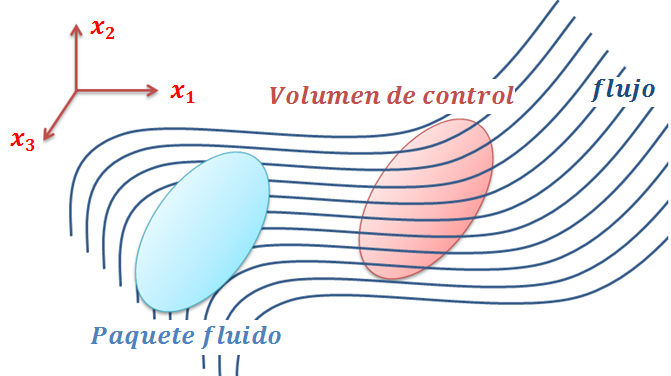 x₂
x₁
x₃
Volumen de control
flujo
Paquete fluido